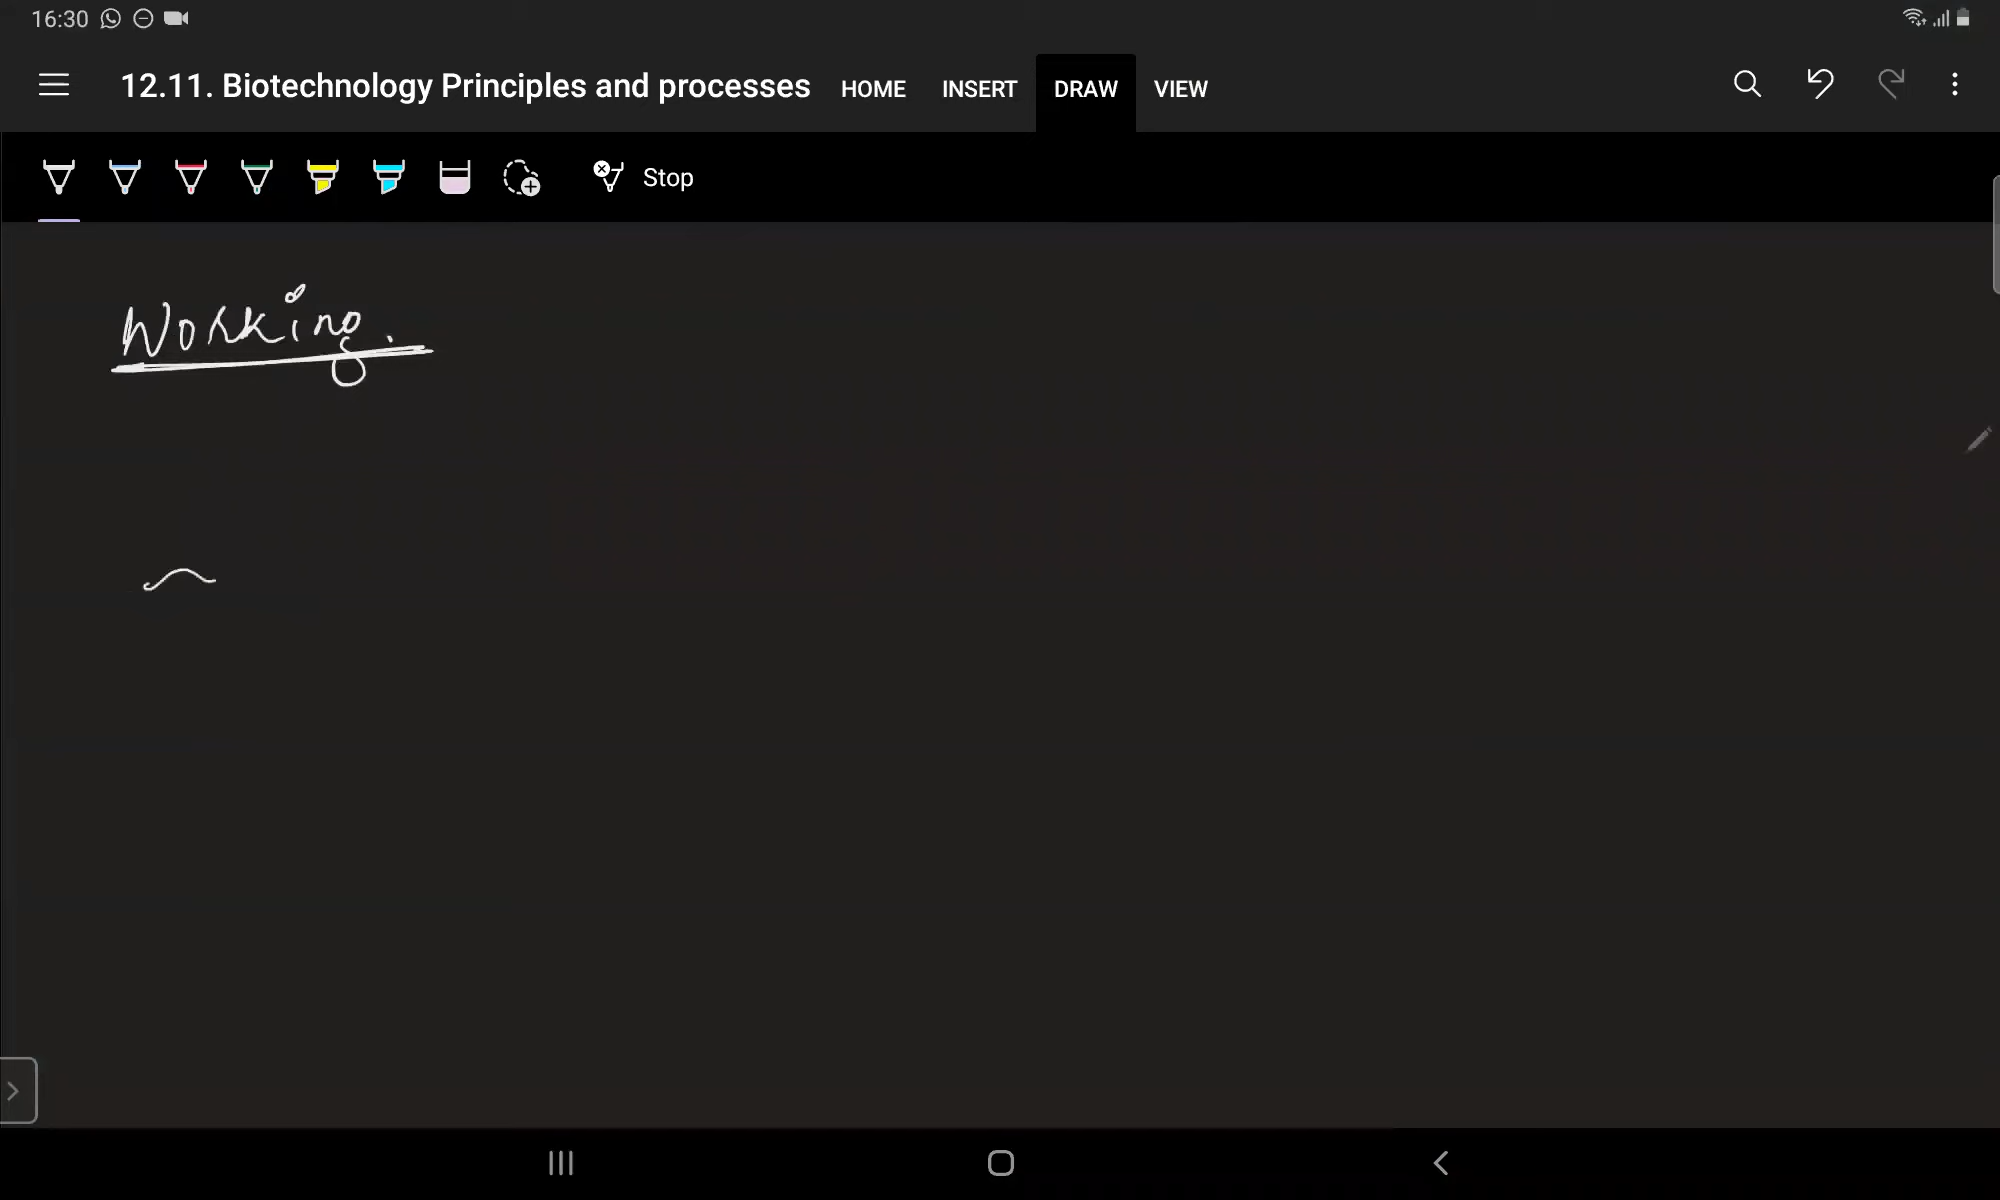 16:30
12.11. Biotechnology Principles and processes HOME INSERT DRAW VIEW
Stop
Working.